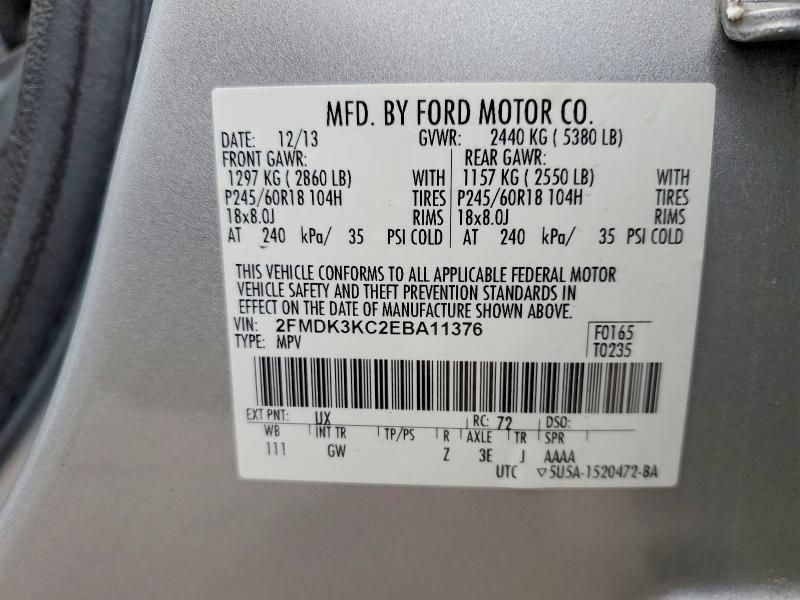 MFD. BY FORD MOTOR CO.
DATE: 12/13 GVWR: 2440 KG ( 5380 LB)
FRONT GAWR: REAR GAWR:
1297 KG ( 2860 LB) WITH 1157 KG ( 2550 LB) WITH
P245/60R18 104H TIRES P245/60R18 104H TIRES
18x8.0J RIMS 18x8.0J RIMS
AT 240 kPa/ 35 PSI COLD AT 240 kPa/ 35 PSI COLD
THIS VEHICLE CONFORMS TO ALL APPLICABLE FEDERAL MOTOR
VEHICLE SAFETY AND THEFT PREVENTION STANDARDS IN
EFFECT ON THE DATE OF MANUFACTURE SHOWN ABOVE.
VIN: 2FMDK3KC2EBA11376 F0165
TYPE: MPV T0235
EXT PNT: UX RC: 72 DSO:
WB INT TR TP/PS R AXLE TR SPR
111 GW Z 3E J AAAA
UTC ▽5U5A-1520472-BA